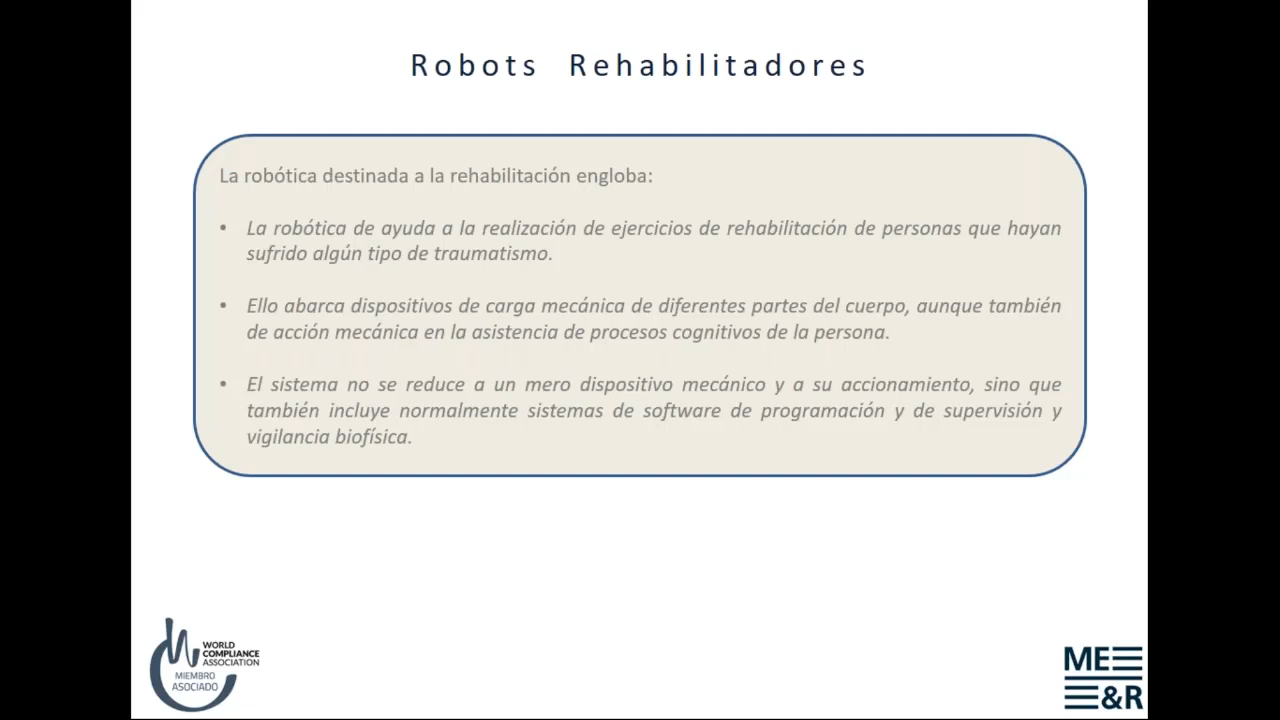 Robots Rehabilitadores
La robótica destinada a la rehabilitación engloba:
• La robótica de ayuda a la realización de ejercicios de rehabilitación de personas que hayan
sufrido algún tipo de traumatismo.
• Ello abarca dispositivos de carga mecánica de diferentes partes del cuerpo, aunque también
de acción mecánica en la asistencia de procesos cognitivos de la persona.
• El sistema no se reduce a un mero dispositivo mecánico y a su accionamiento, sino que
también incluye normalmente sistemas de software de programación y de supervisión y
vigilancia biofísica.
WORLD
COMPLIANCE
ASSOCIATION
MIEMBRO
ASOCIADO
ME
&R